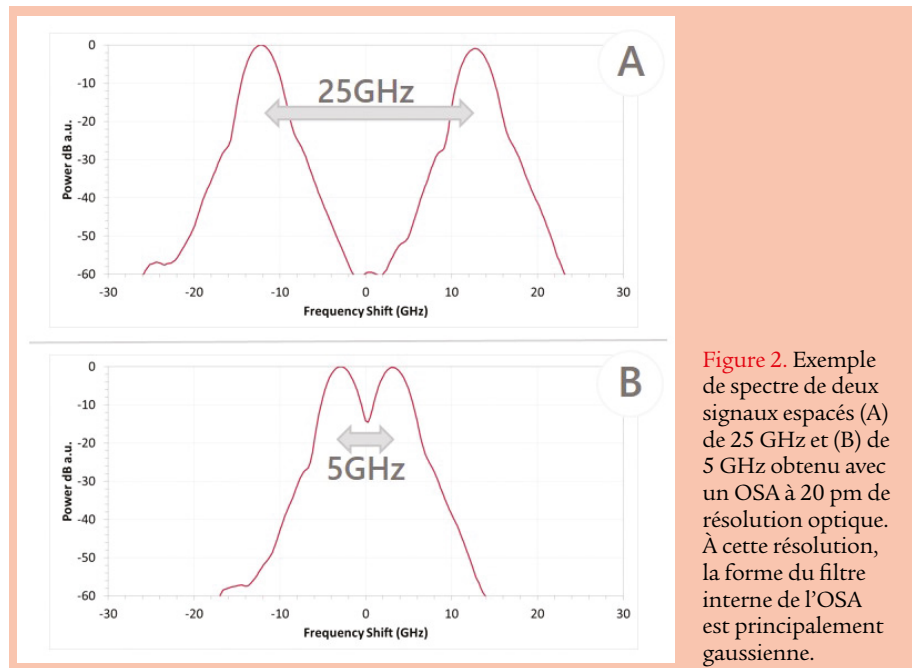 A
25GHz
Power dB a.u.
0
-10
-20
-30
-40
-50
-60
-30 -20 -10 0 10 20 30
Frequency Shift (GHz)
B
5GHz
Power dB a.u.
0
-10
-20
-30
-40
-50
-60
-30 -20 -10 0 10 20 30
Frequency Shift (GHz)
Figure 2. Exemple
de spectre de deux
signaux espacés (A)
de 25 GHz et (B) de
5 GHz obtenu avec
un OSA à 20 pm de
résolution optique.
À cette résolution,
la forme du filtre
interne de l'OSA
est principalement
gaussienne.